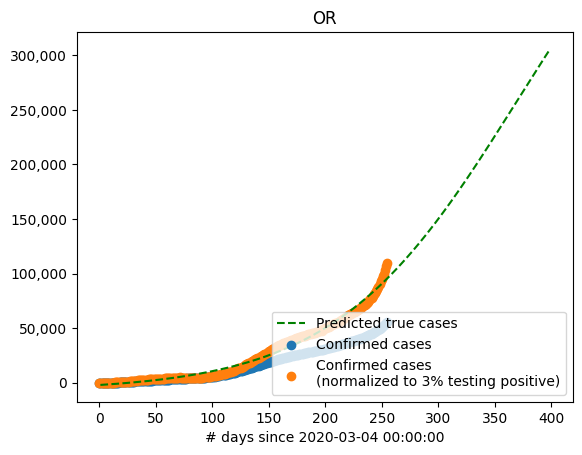 OR
300,000
250,000
200,000
150,000
100,000
50,000
0
Predicted true cases
Confirmed cases
Confirmed cases
(normalized to 3% testing positive)
0 50 100 150 200 250 300 350 400
# days since 2020-03-04 00:00:00